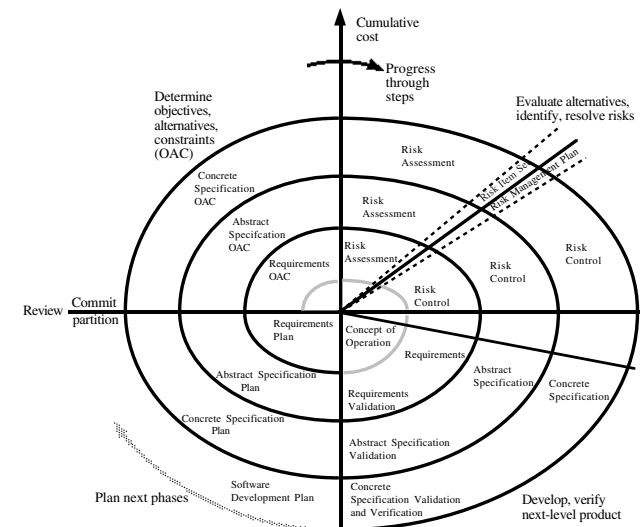 Cumulative
cost
Progress
through
steps
Determine
objectives,
alternatives,
constraints
(OAC)
Evaluate alternatives,
identify, resolve risks
Risk
Assessment
Risk Item Set
Risk Management Plan
Concrete
Specification
OAC
Risk
Assessment
Abstract
Specifcation
OAC
Risk
Assessment
Risk
Control
Requirements
OAC
Risk
Control
Risk
Control
Review
Commit
partition
Requirements
Plan
Concept of
Operation
Requirements
Abstract
Specification
Concrete
Specification
Abstract Specification
Plan
Requirements
Validation
Concrete Specification
Plan
Abstract Specification
Validation
Software
Development Plan
Concrete
Specification Validation
and Verification
Plan next phases
Develop, verify
next-level product